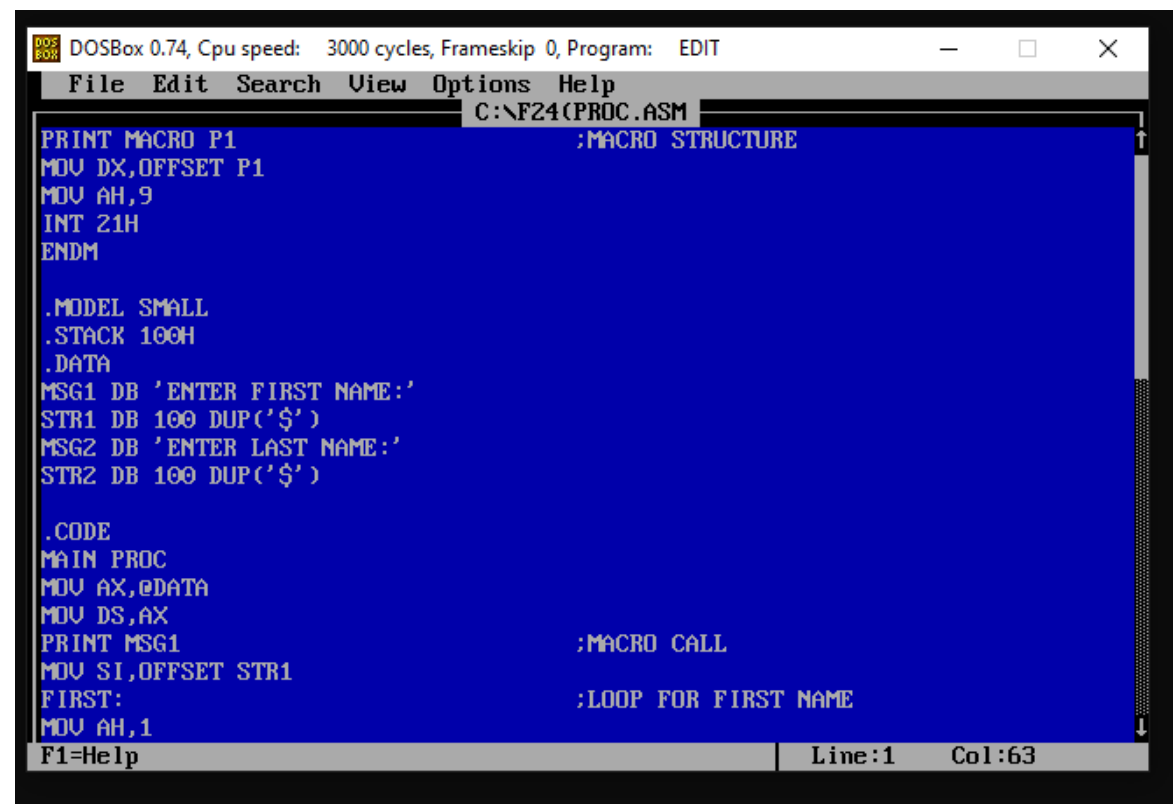 DOS BOX DOSBox 0.74, Cpu speed: 3000 cycles, Frameskip 0, Program: EDIT
File Edit Search View Options Help
C:\F24(PROC.ASM
PRINT MACRO P1 ;MACRO STRUCTURE
MOV DX,OFFSET P1
MOV AH,9
INT 21H
ENDM
.MODEL SMALL
.STACK 100H
.DATA
MSG1 DB 'ENTER FIRST NAME:'
STR1 DB 100 DUP('$')
MSG2 DB 'ENTER LAST NAME:'
STR2 DB 100 DUP('$')
.CODE
MAIN PROC
MOV AX,@DATA
MOV DS,AX
PRINT MSG1 ;MACRO CALL
MOV SI,OFFSET STR1
FIRST: ;LOOP FOR FIRST NAME
MOV AH,1
F1=Help Line:1 Col:63